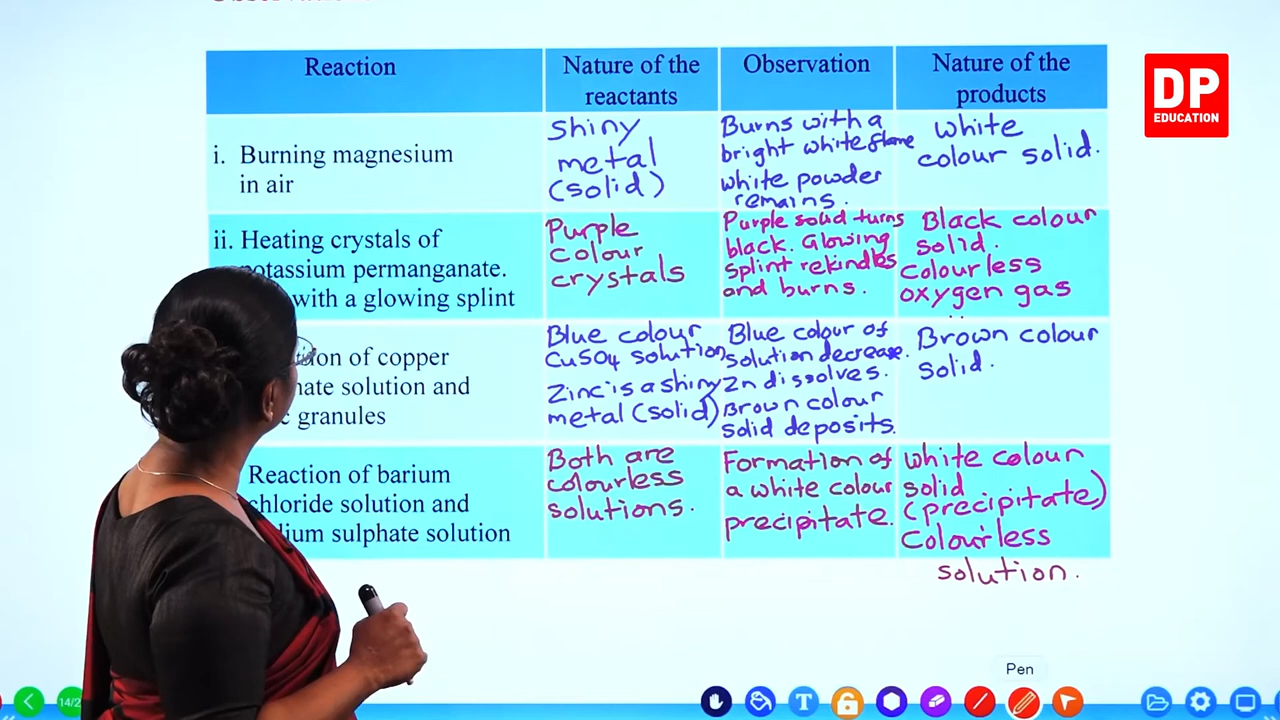 Reaction
Nature of the
reactants
Observation
Nature of the
products
i. Burning magnesium
in air
Shiny
metal
(solid)
Burns with a
bright white flame
white powder
remains.
white
colour solid.
ii. Heating crystals of
potassium permanganate.
with a glowing splint
Purple
colour
crystals
Purple solid turns
black. Glowing
splint rekindles
and burns.
Black colour
solid.
colourless
oxygen gas
of copper
solution and
granules
Blue colour
CuSO4 solution
Zinc is a shiny
metal (solid)
Blue colour of
solution decrease.
Zn dissolves.
Brown colour
solid deposits.
Brown colour
solid.
Reaction of barium
chloride solution and
sulphate solution
Both are
colourless
solutions.
Formation of
a white colour
precipitate.
white colour
solid
(precipitate)
Colourless
solution.
DP
EDUCATION
Pen
14/2
T